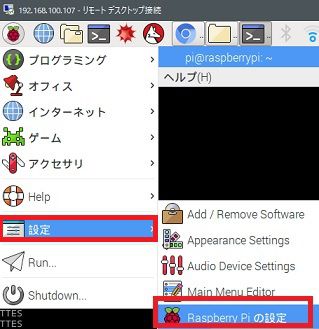 192.168.100.107 - リモート デスクトップ接続
pi@raspberrypi: ~
ヘルプ(H)
プログラミング
オフィス
インターネット
ゲーム
アクセサリ
Help
設定
Run...
Shutdown...
TTES
TTES
Add / Remove Software
Appearance Settings
Audio Device Settings
Main Menu Editor
Raspberry Pi の設定